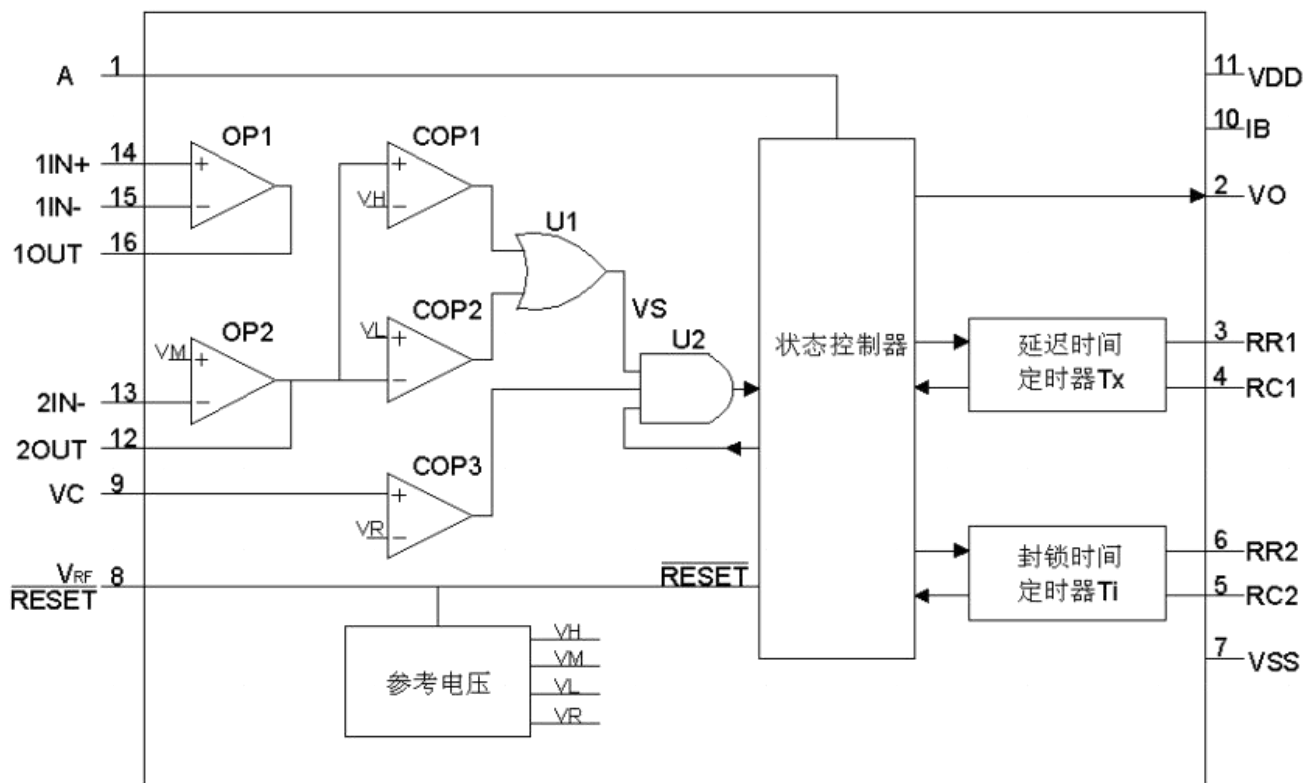 A 1
11 VDD
10 IB
OP1
COP1
1IN+ 14 +
+
1IN- 15 −
VH −
2 VO
1OUT 16
U1
VS
OP2
COP2
VL +
U2
状态控制器
VM +
−
延迟时间
定时器Tx
3 RR1
4 RC1
2IN- 13 −
2OUT 12
COP3
VC 9
+
VR −
VRF
RESET
8
RESET
封锁时间
定时器Ti
6 RR2
5 RC2
7 VSS
参考电压
VH
VM
VL
VR